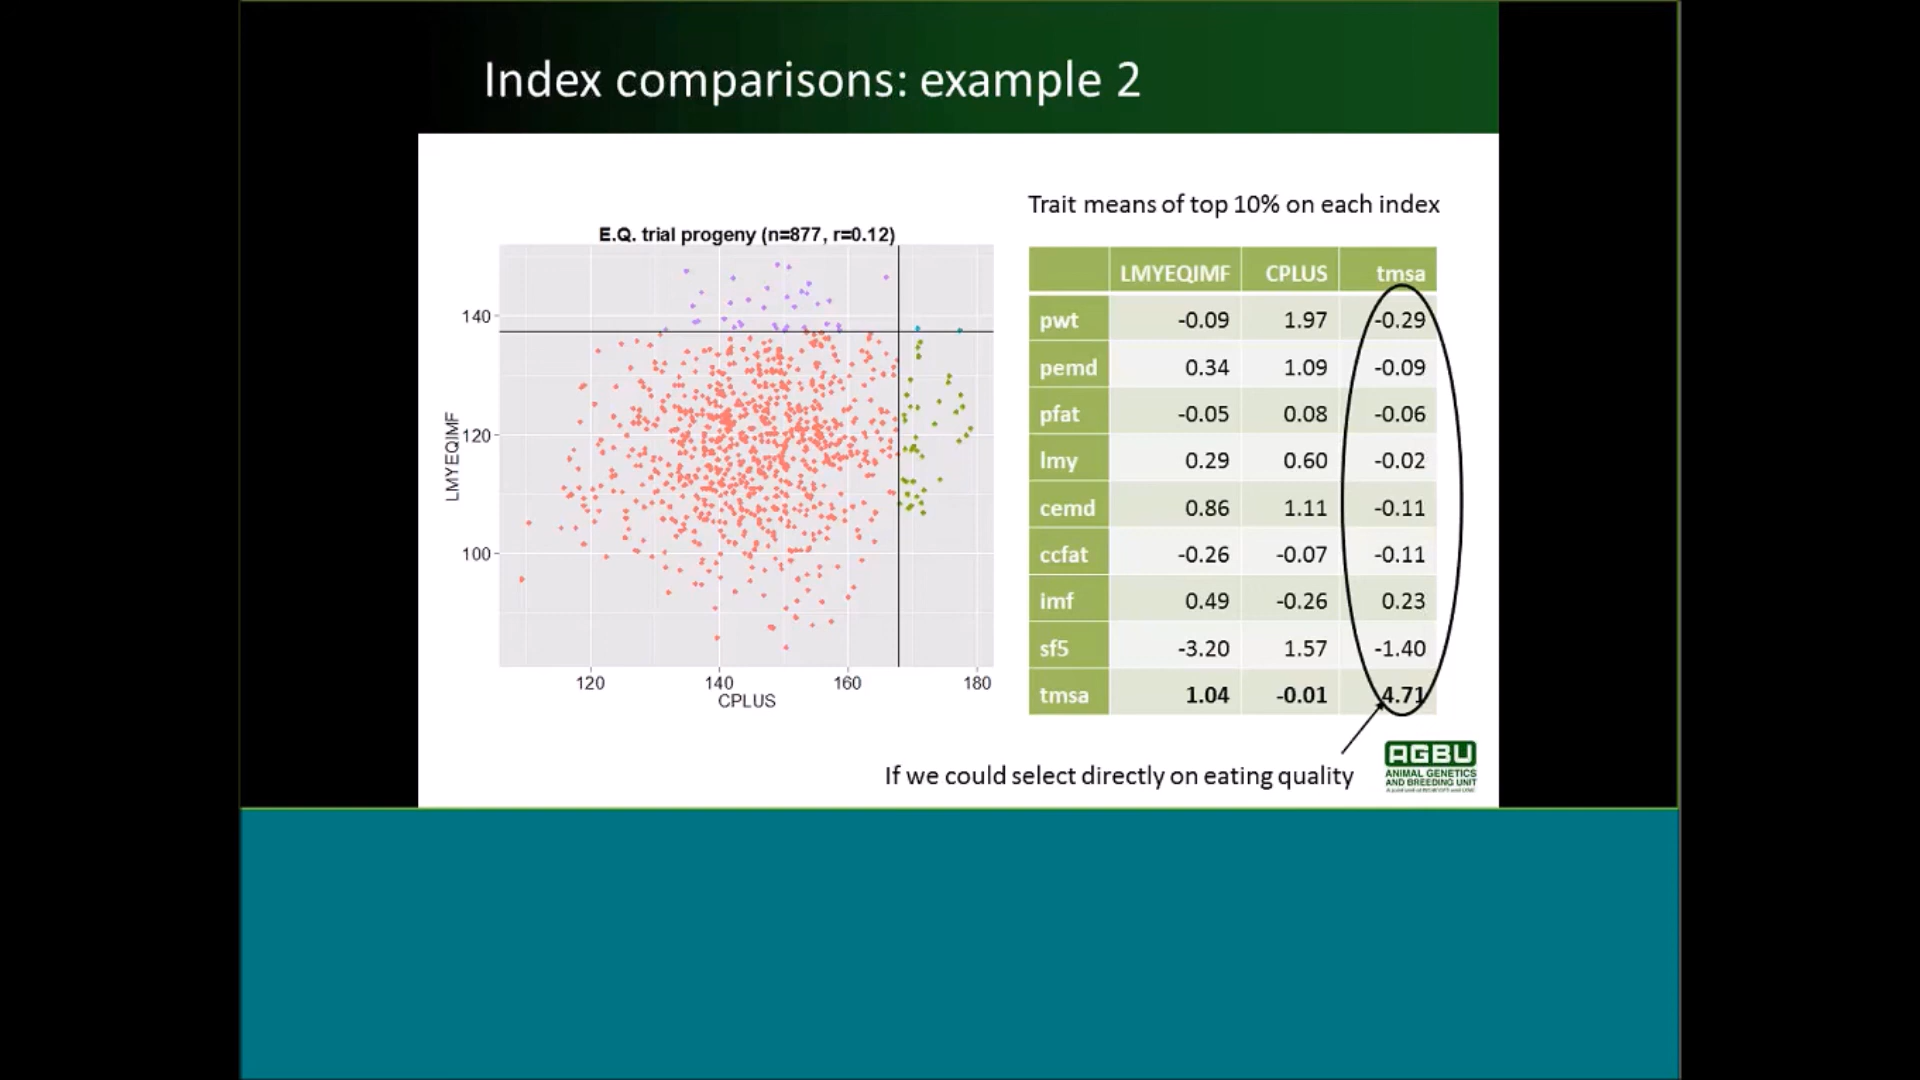 Index comparisons: example 2
Trait means of top 10% on each index
E.Q. trial progeny (n=877, r=0.12)
LMYEQIMF
140
120
100
120 140 160 180
CPLUS
LMYEQIMF CPLUS tmsa
pwt -0.09 1.97 -0.29
pemd 0.34 1.09 -0.09
pfat -0.05 0.08 -0.06
lmy 0.29 0.60 -0.02
cemd 0.86 1.11 -0.11
ccfat -0.26 -0.07 -0.11
imf 0.49 -0.26 0.23
sf5 -3.20 1.57 -1.40
tmsa 1.04 -0.01 4.71
If we could select directly on eating quality
AGBU
ANIMAL GENETICS
AND BREEDING UNIT